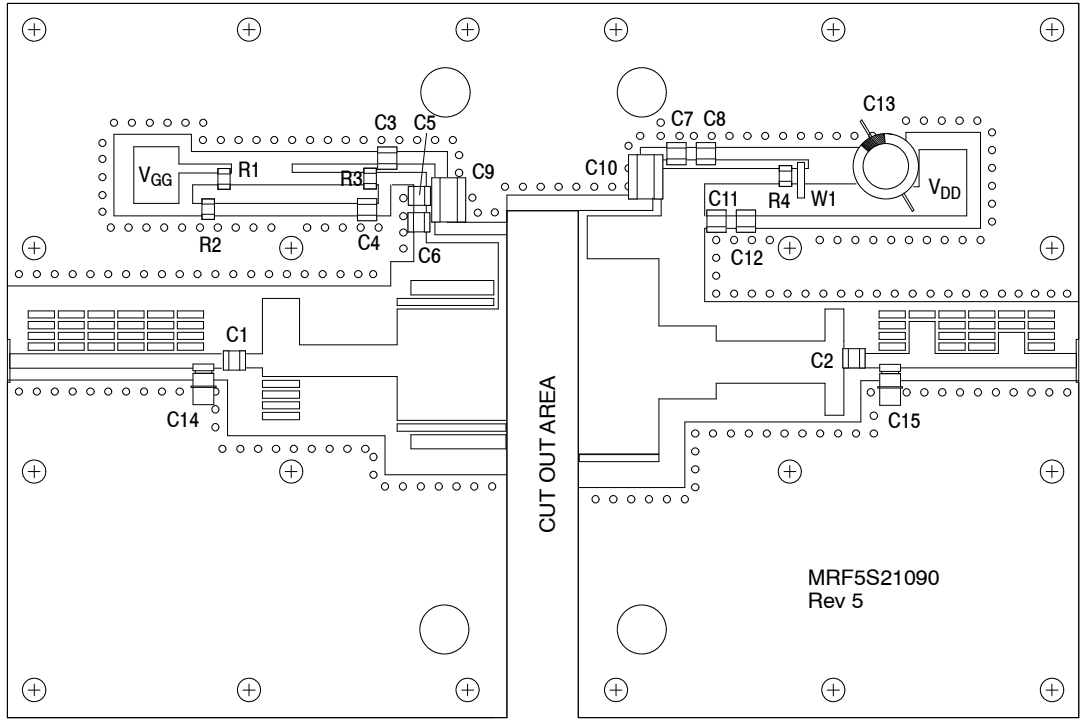 C13
C3 C5
C7 C8
R1
R3
C9
C10
VGG
VDD
R4 W1
C11
R2
C4
C6
C12
C1
C2
C14
C15
CUT OUT AREA
MRF5S21090
Rev 5